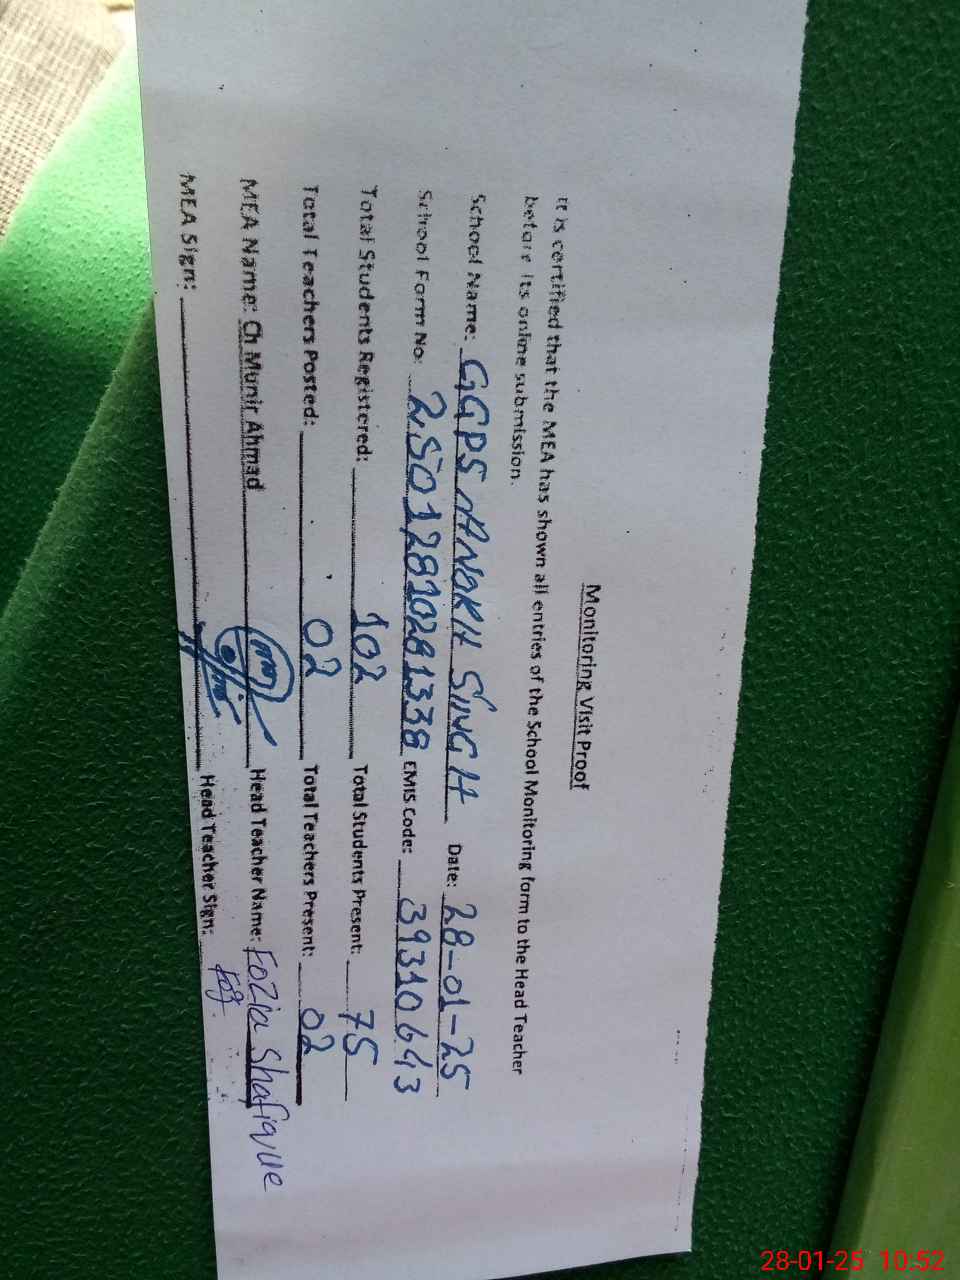 Monitoring Visit Proof
It is certified that the MEA has shown all entries of the School Monitoring form to the Head Teacher
before its online submission.
School Name: GGPS ANOKH SINGH Date: 28-01-25
School Form No: 25012810281338 EMIS Code: 39310643
Total Students Registered: 102 Total Students Present: 75
Total Teachers Posted: 02 Total Teachers Present: 02
MEA Name: Ch Munir Ahmad Head Teacher Name: Fozia Shafique
MEA Sign: Head Teacher Sign:
28-01-25 10:52